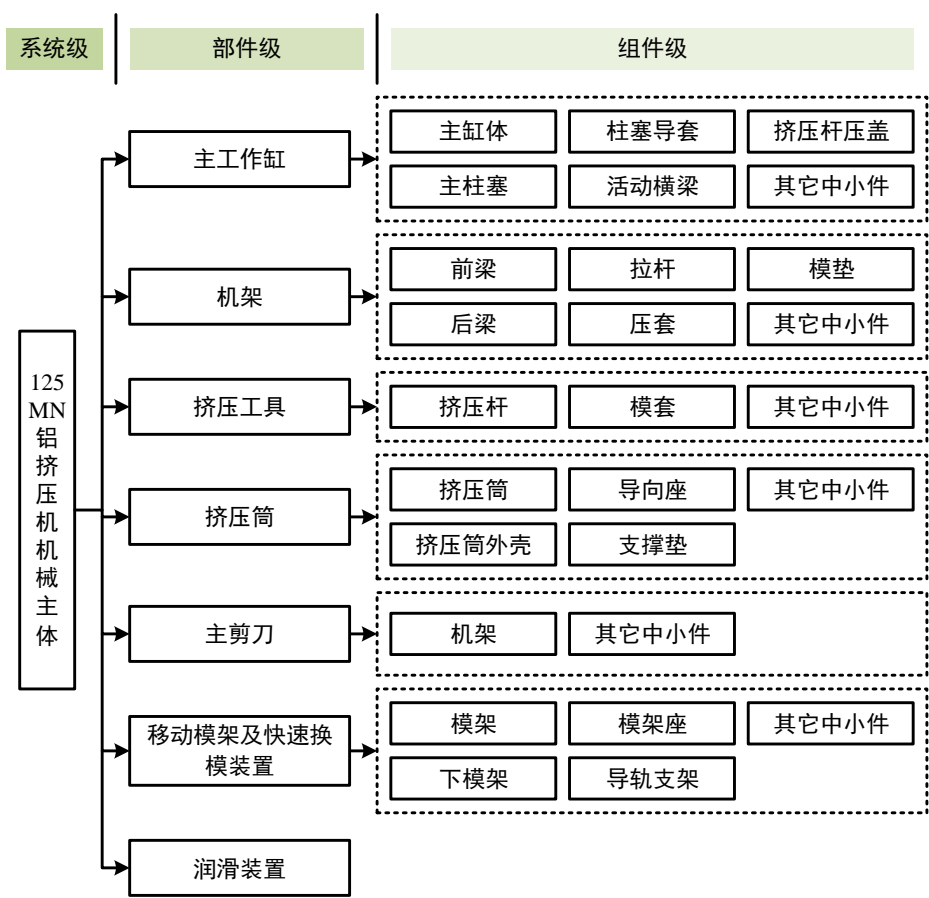 系统级
部件级
组件级
125
MN
铝
挤
压
机
机
械
主
体
主工作缸
主缸体
柱塞导套
挤压杆压盖
主柱塞
活动横梁
其它中小件
机架
前梁
拉杆
模垫
后梁
压套
其它中小件
挤压工具
挤压杆
模套
其它中小件
挤压筒
挤压筒
导向座
其它中小件
挤压筒外壳
支撑垫
主剪刀
机架
其它中小件
移动模架及快速换
模装置
模架
模架座
其它中小件
下模架
导轨支架
润滑装置